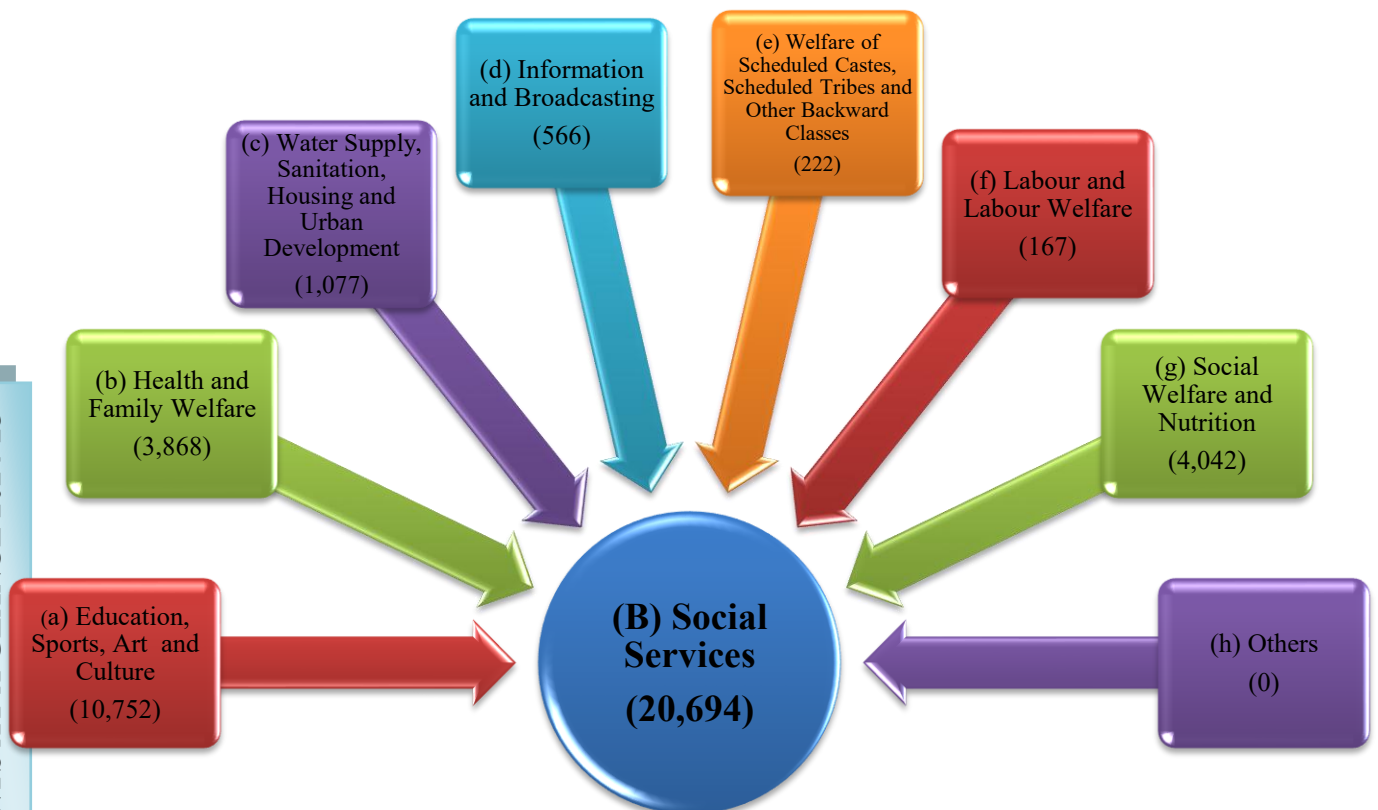 (d) Information
and Broadcasting
(566)
(e) Welfare of
Scheduled Castes,
Scheduled Tribes and
Other Backward
Classes
(222)
(c) Water Supply,
Sanitation,
Housing and
Urban
Development
(1,077)
(f) Labour and
Labour Welfare
(167)
(b) Health and
Family Welfare
(3,868)
(g) Social
Welfare and
Nutrition
(4,042)
(a) Education,
Sports, Art and
Culture
(10,752)
(B) Social
Services
(20,694)
(h) Others
(0)